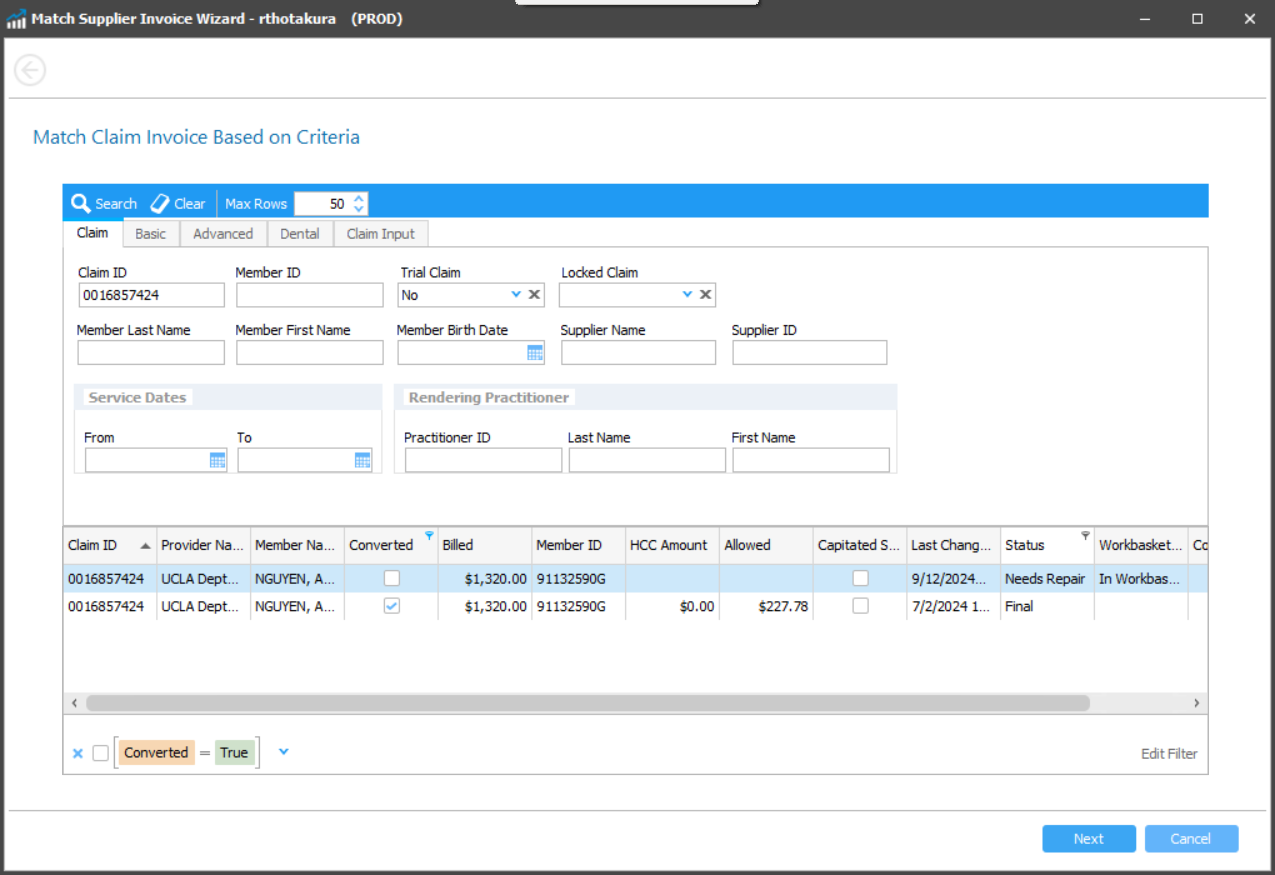 Match Supplier Invoice Wizard - rthotakura (PROD)
Match Claim Invoice Based on Criteria
Search Clear Max Rows 50
Claim Basic Advanced Dental Claim Input
Claim ID Member ID Trial Claim Locked Claim
0016857424 No
Member Last Name Member First Name Member Birth Date Supplier Name Supplier ID
Service Dates Rendering Practitioner
From To Practitioner ID Last Name First Name
Claim ID Provider Na... Member Na... Converted Billed Member ID HCC Amount Allowed Capitated S... Last Chang... Status Workbasket... Co
0016857424 UCLA Dept... NGUYEN, A... $1,320.00 91132590G 9/12/2024... Needs Repair In Workbas...
0016857424 UCLA Dept... NGUYEN, A... $1,320.00 91132590G $0.00 $227.78 7/2/2024 1... Final
Converted = True Edit Filter
Next Cancel